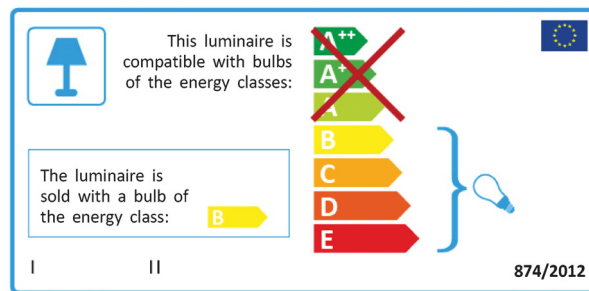 This luminaire is
compatible with bulbs
of the energy classes:
A++
A+
A
B
C
D
E
The luminaire is
sold with a bulb of
the energy class:
B
I II
874/2012